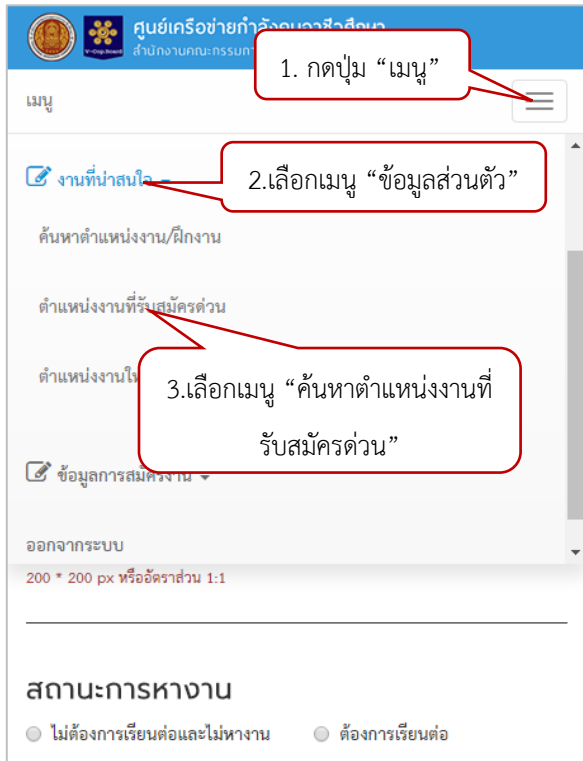 ศูนย์เครือข่ายกำลังคนอาชีวศึกษา
สำนักงานคณะกรรมก
V-Cop.Board
1. กดปุ่ม “เมนู”
เมนู
งานที่น่าสนใจ
2.เลือกเมนู “ข้อมูลส่วนตัว”
ค้นหาตำแหน่งงาน/ฝึกงาน
ตำแหน่งงานที่รับสมัครด่วน
ตำแหน่งงานให
3.เลือกเมนู “ค้นหาตำแหน่งงานที่
รับสมัครด่วน”
ข้อมูลการสมัครงาน
ออกจากระบบ
200 * 200 px หรืออัตราส่วน 1:1
สถานะการหางาน
ไม่ต้องการเรียนต่อและไม่หางาน
ต้องการเรียนต่อ